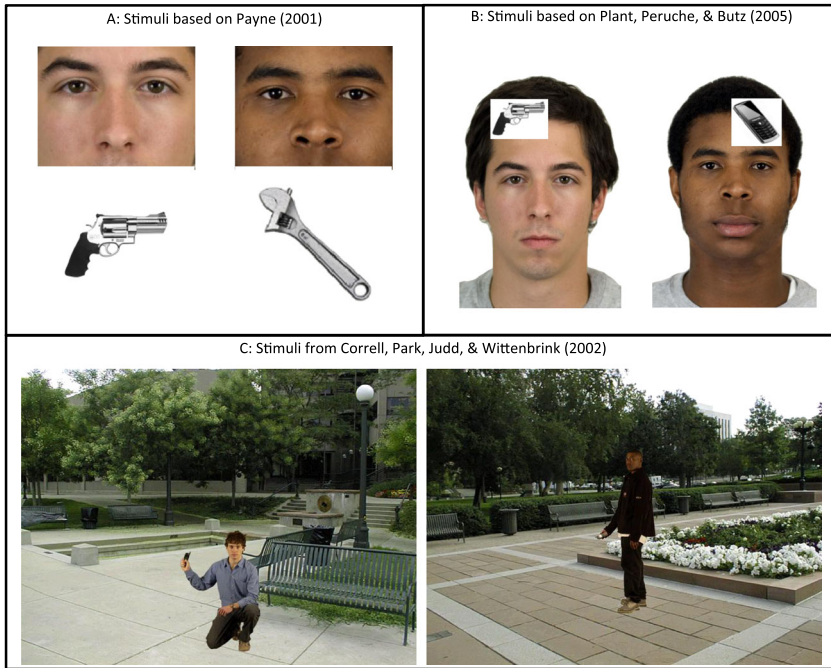 A: Stimuli based on Payne (2001)
B: Stimuli based on Plant, Peruche, & Butz (2005)
C: Stimuli from Correll, Park, Judd, & Wittenbrink (2002)